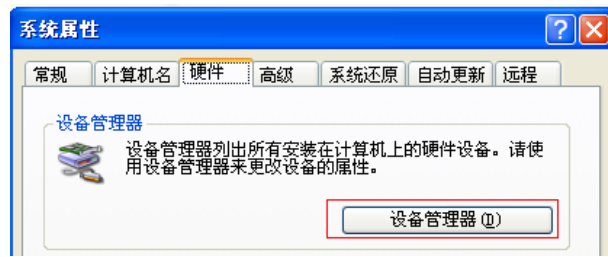 系统属性
常规 计算机名 硬件 高级 系统还原 自动更新 远程
设备管理器
设备管理器列出所有安装在计算机上的硬件设备。请使
用设备管理器来更改设备的属性。
设备管理器(D)